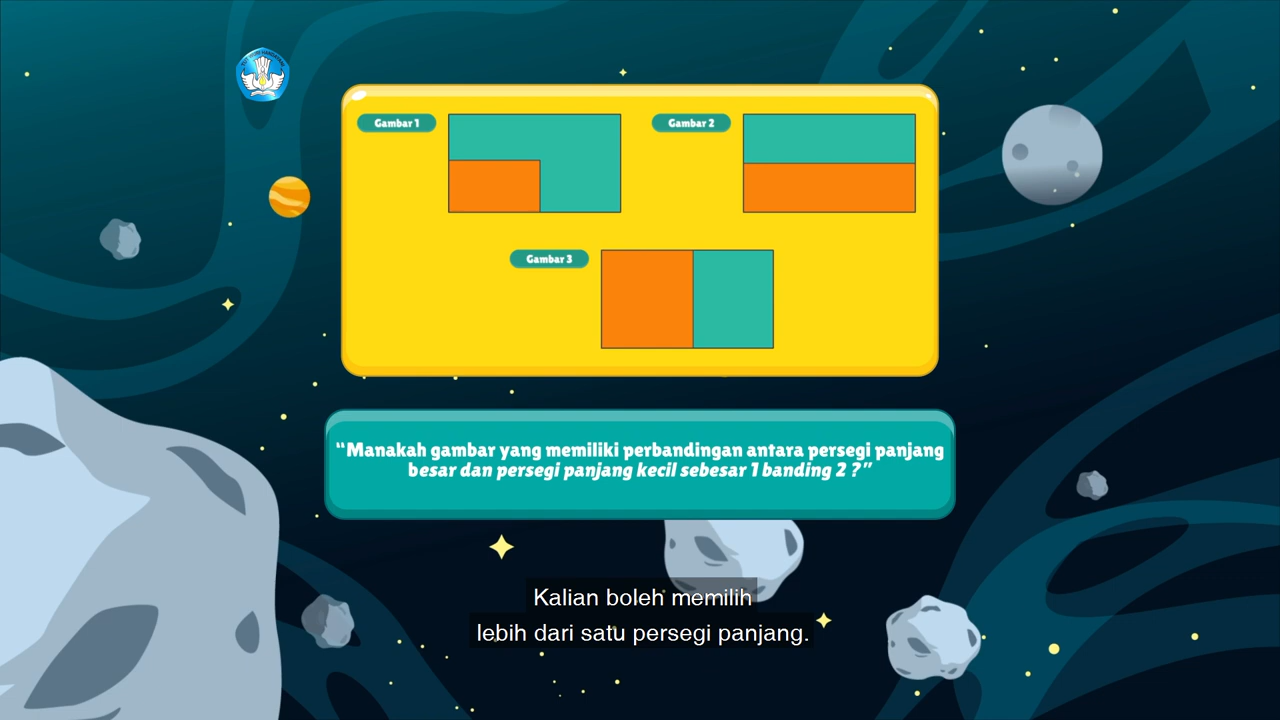 Gambar 1
Gambar 2
Gambar 3
“Manakah gambar yang memiliki perbandingan antara persegi panjang
besar dan persegi panjang kecil sebesar 1 banding 2 ?”
Kalian boleh memilih
lebih dari satu persegi panjang.